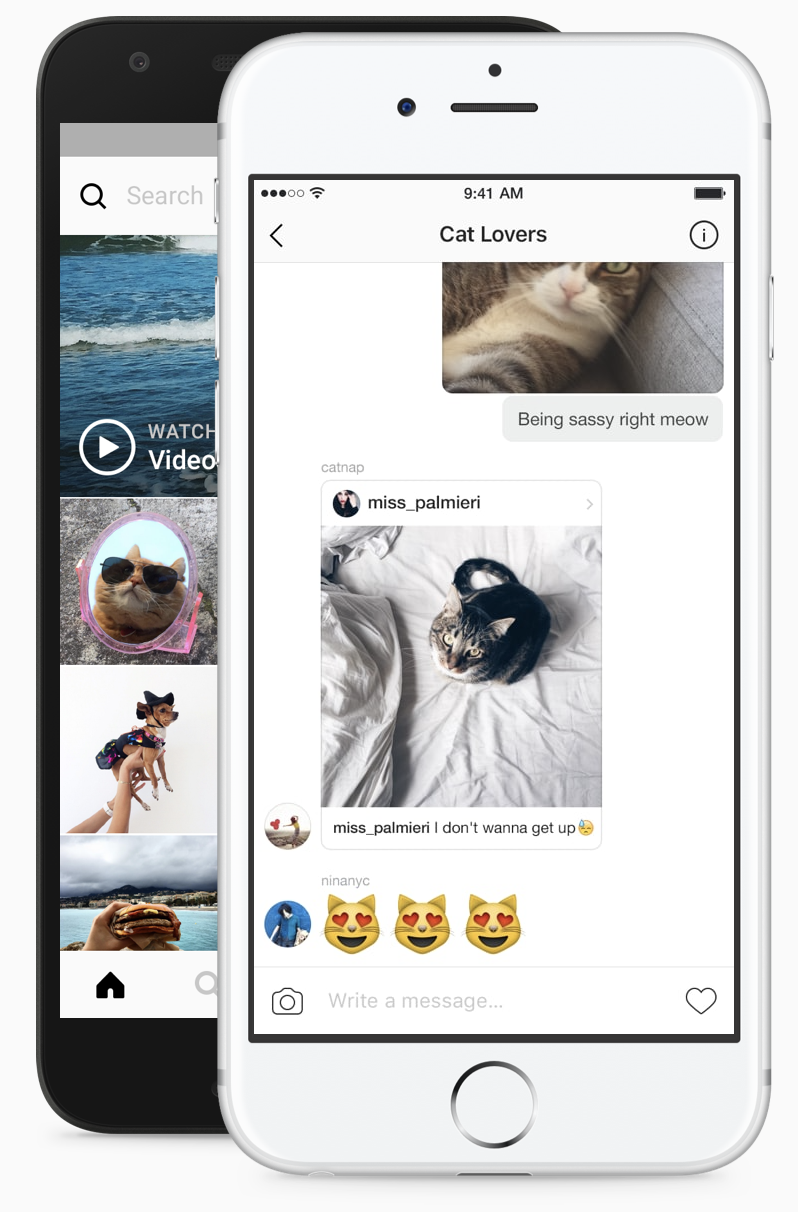 Search
WATCH
Video
9:41 AM
Cat Lovers
Being sassy right meow
catnap
miss_palmieri
miss_palmieri I don't wanna get up
ninanyc
Write a message...